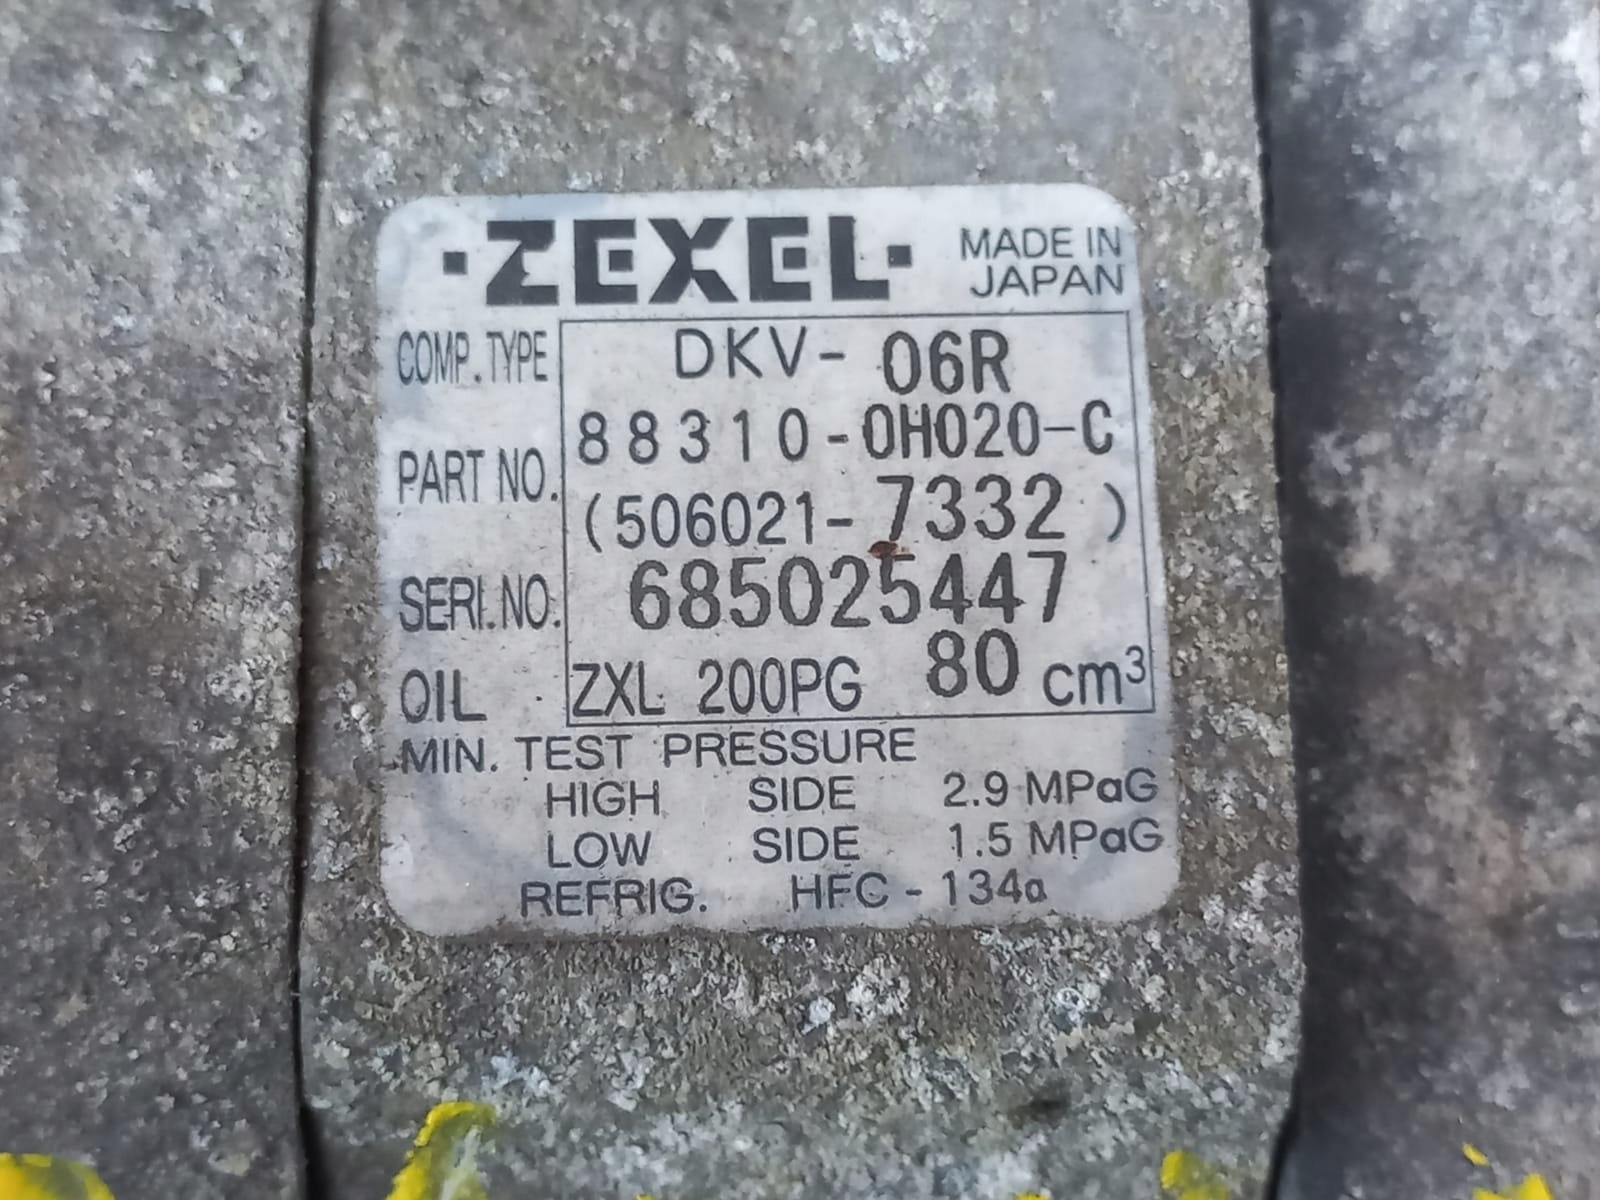 ·ZEXEL· MADE IN JAPAN
COMP. TYPE DKV- 06R
PART NO. 88310-0H020-C
(506021-7332)
SERI. NO. 685025447
OIL ZXL 200PG 80 cm³
MIN. TEST PRESSURE
HIGH SIDE 2.9 MPaG
LOW SIDE 1.5 MPaG
REFRIG. HFC-134a